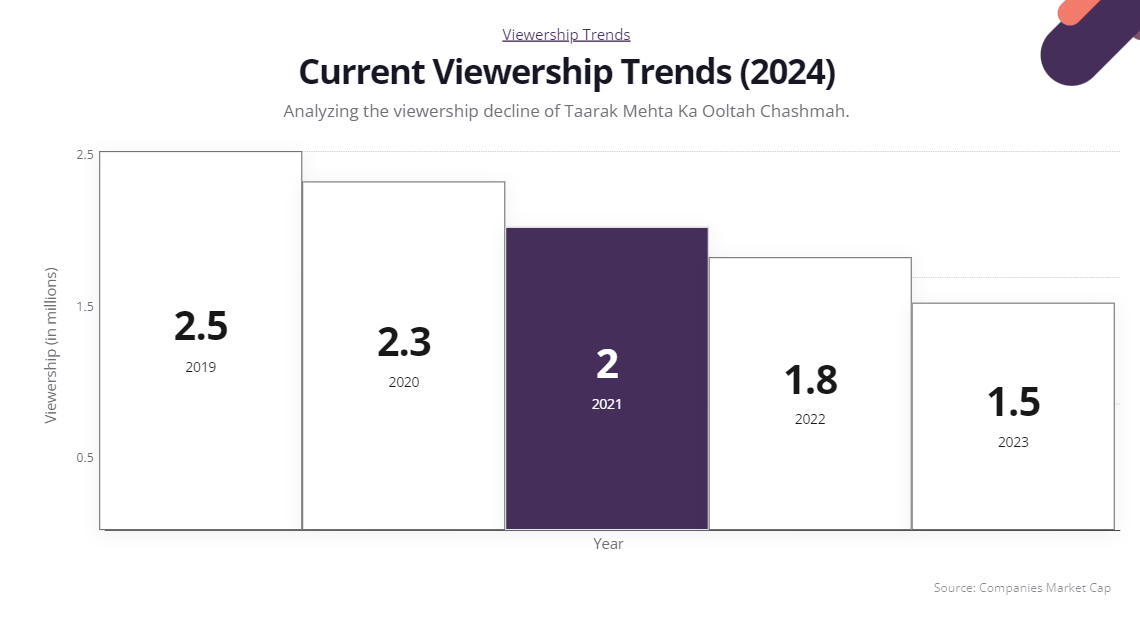 Viewership Trends
Current Viewership Trends (2024)
Analyzing the viewership decline of Taarak Mehta Ka Ooltah Chashmah.
Viewership (in millions)
2.5
1.5
0.5
2.5
2019
2.3
2020
2
2021
1.8
2022
1.5
2023
Year
Source: Companies Market Cap